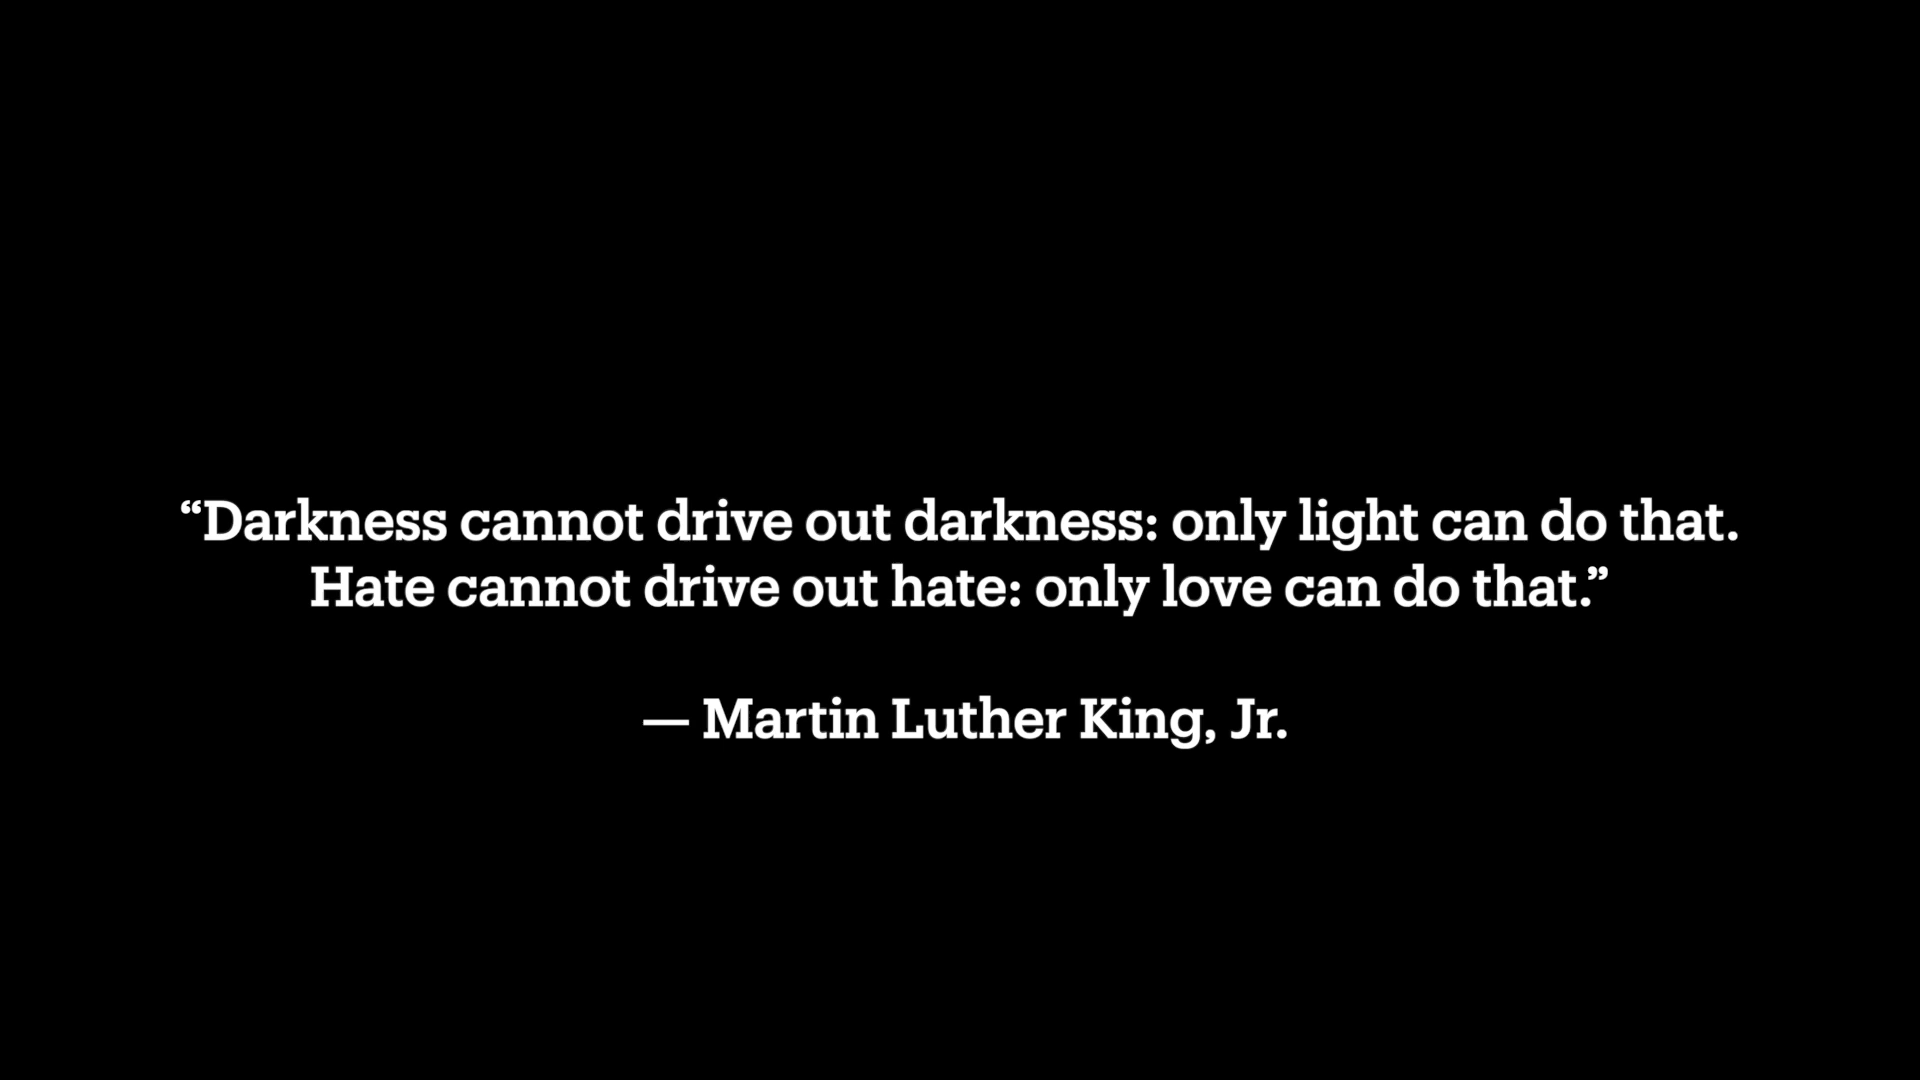 “Darkness cannot drive out darkness: only light can do that.
Hate cannot drive out hate: only love can do that.”
— Martin Luther King, Jr.